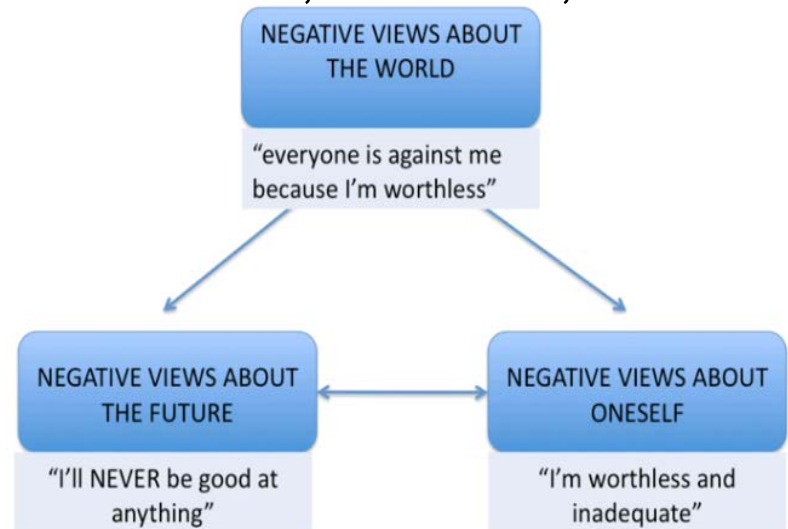 NEGATIVE VIEWS ABOUT
THE WORLD
“everyone is against me
because I’m worthless”
NEGATIVE VIEWS ABOUT
THE FUTURE
“I’ll NEVER be good at
anything”
NEGATIVE VIEWS ABOUT
ONESELF
“I’m worthless and
inadequate”